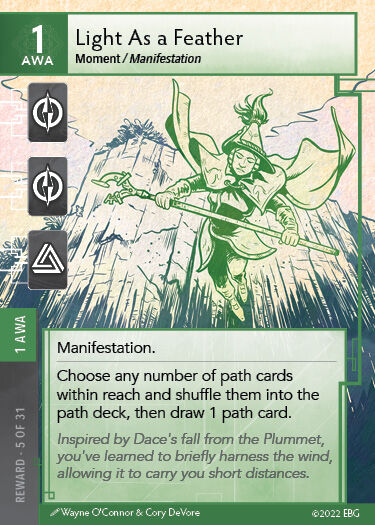 1
AWA
Light As a Feather
Moment / Manifestation
1 AWA
REWARD - 5 OF 31
Manifestation.
Choose any number of path cards
within reach and shuffle them into the
path deck, then draw 1 path card.
Inspired by Dace's fall from the Plummet,
you've learned to briefly harness the wind,
allowing it to carry you short distances.
Wayne O'Connor & Cory DeVore
©2022 EBG